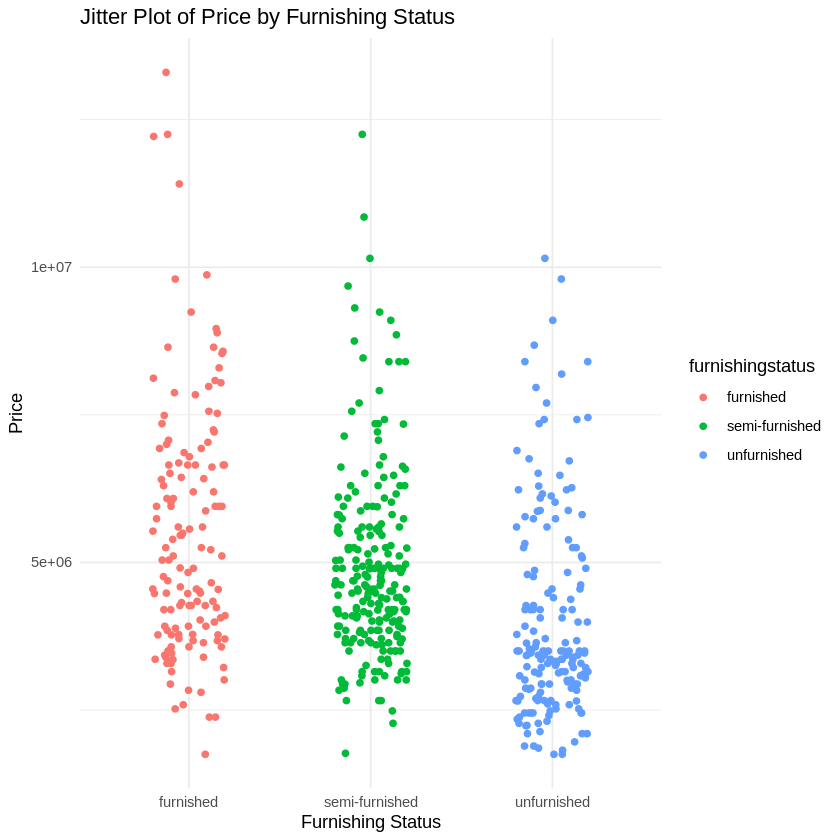 Jitter Plot of Price by Furnishing Status
1e+07
5e+06
Price
furnished
semi-furnished
unfurnished
Furnishing Status
furnishingstatus
furnished
semi-furnished
unfurnished